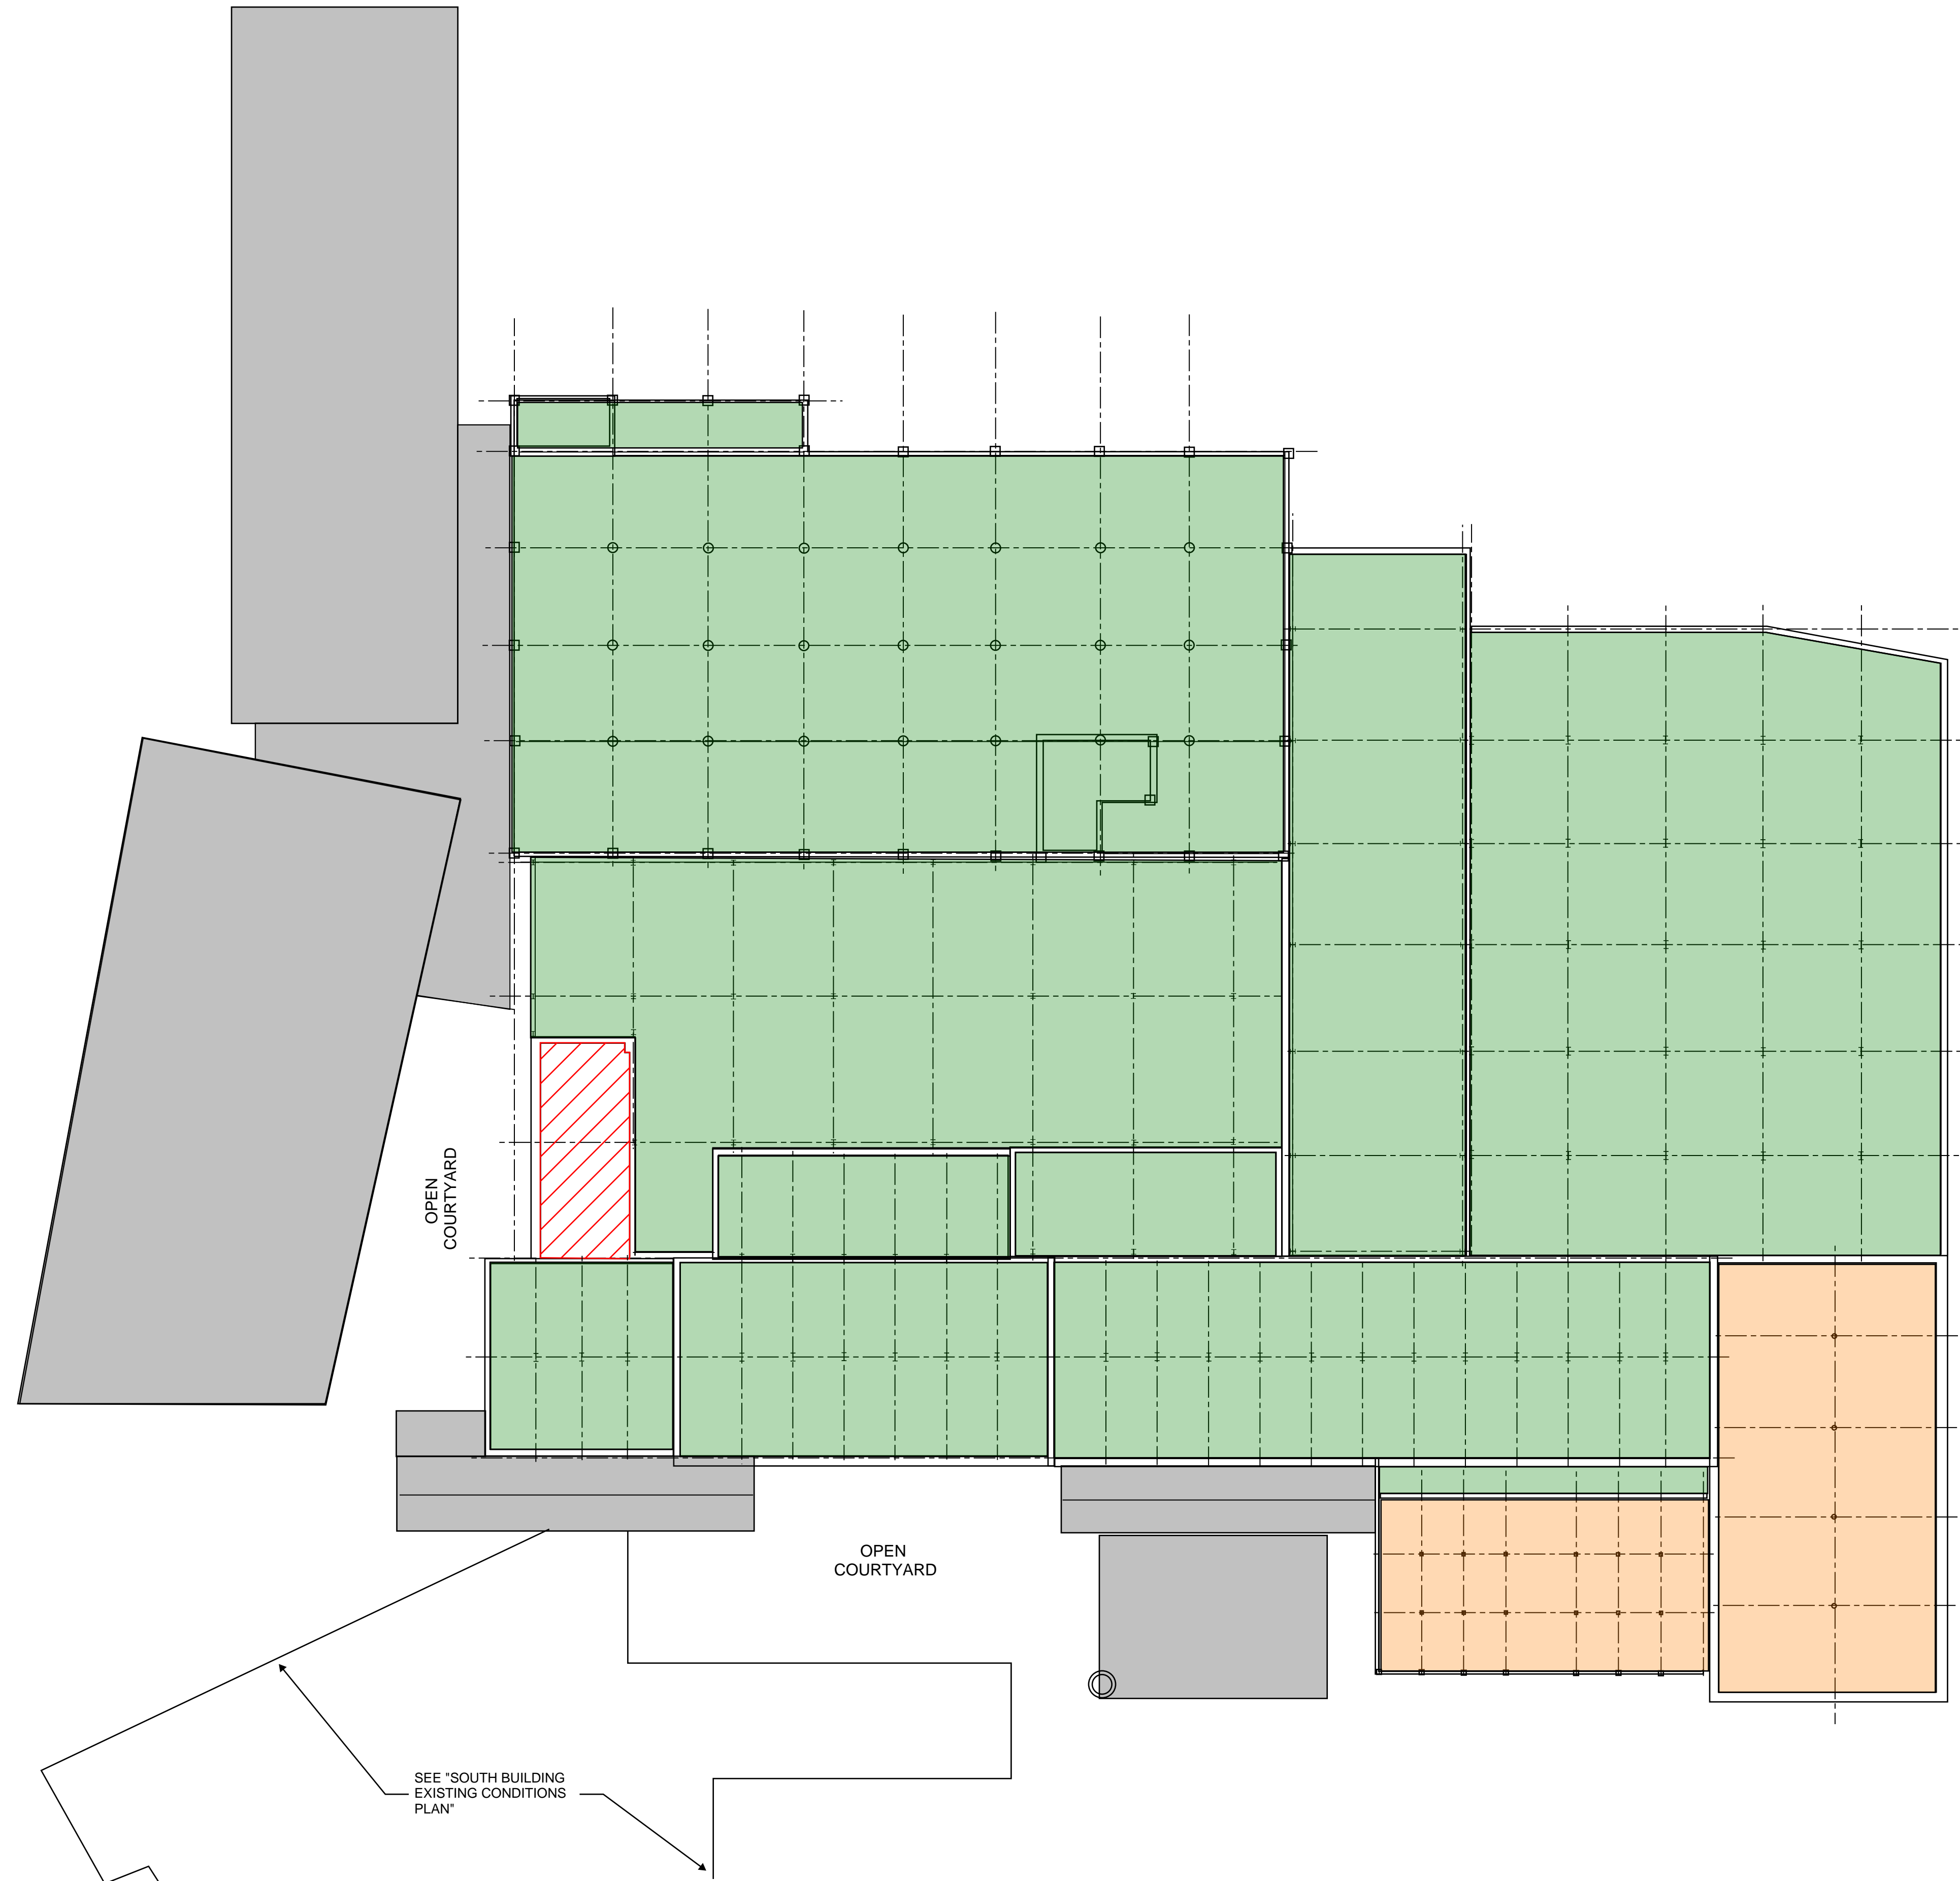 OPEN
COURTYARD
OPEN
COURTYARD
SEE "SOUTH BUILDING
EXISTING CONDITIONS
PLAN"